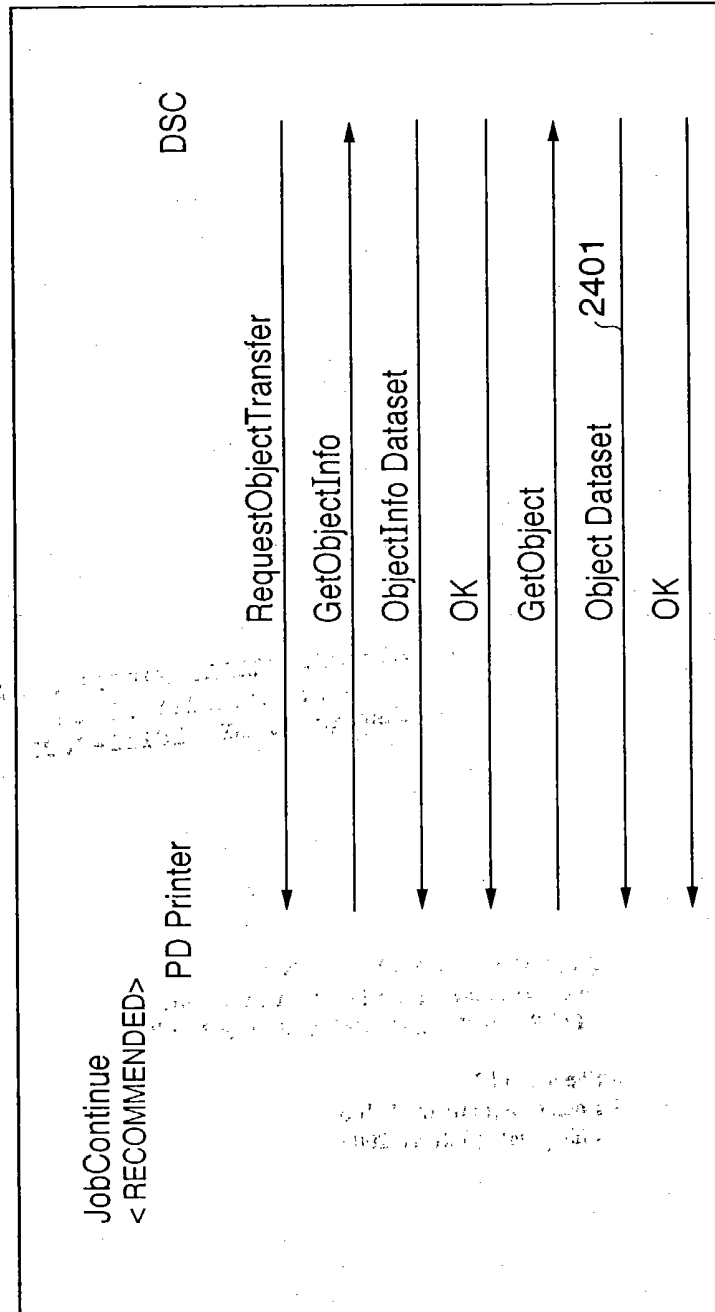 JobContinue
< RECOMMENDED>
PD Printer
DSC
RequestObjectTransfer
GetObjectInfo
ObjectInfo Dataset
OK
GetObject
Object Dataset
2401
OK